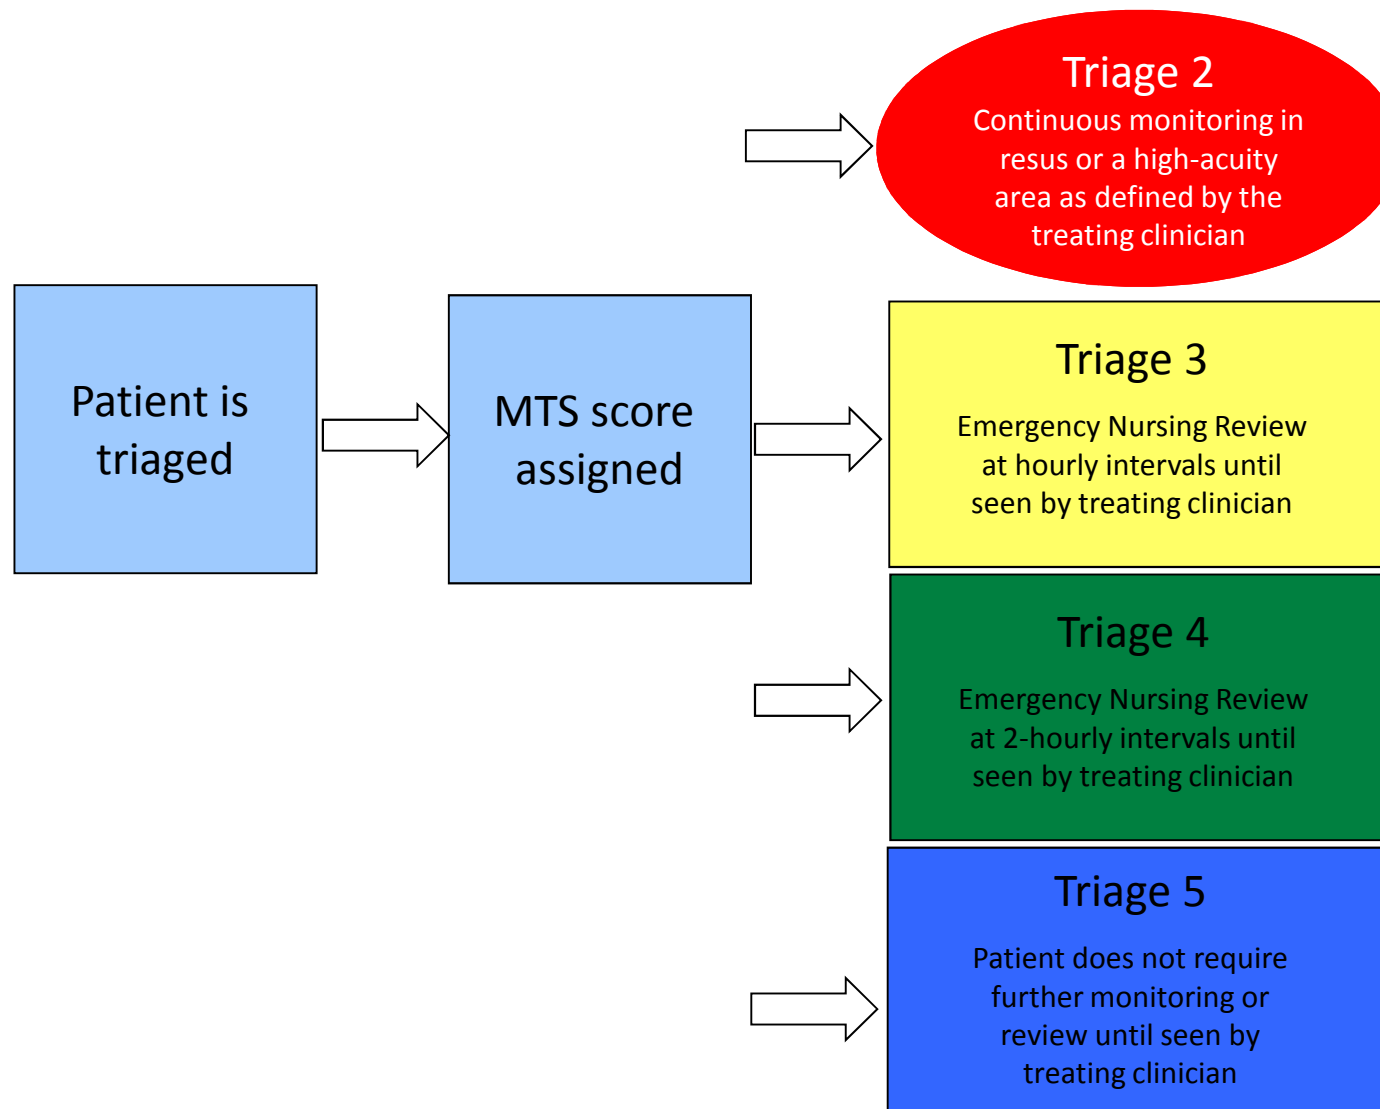 Triage 2
Continuous monitoring in
resus or a high-acuity
area as defined by the
treating clinician
Patient is
triaged
MTS score
assigned
Triage 3
Emergency Nursing Review
at hourly intervals until
seen by treating clinician
Triage 4
Emergency Nursing Review
at 2-hourly intervals until
seen by treating clinician
Triage 5
Patient does not require
further monitoring or
review until seen by
treating clinician